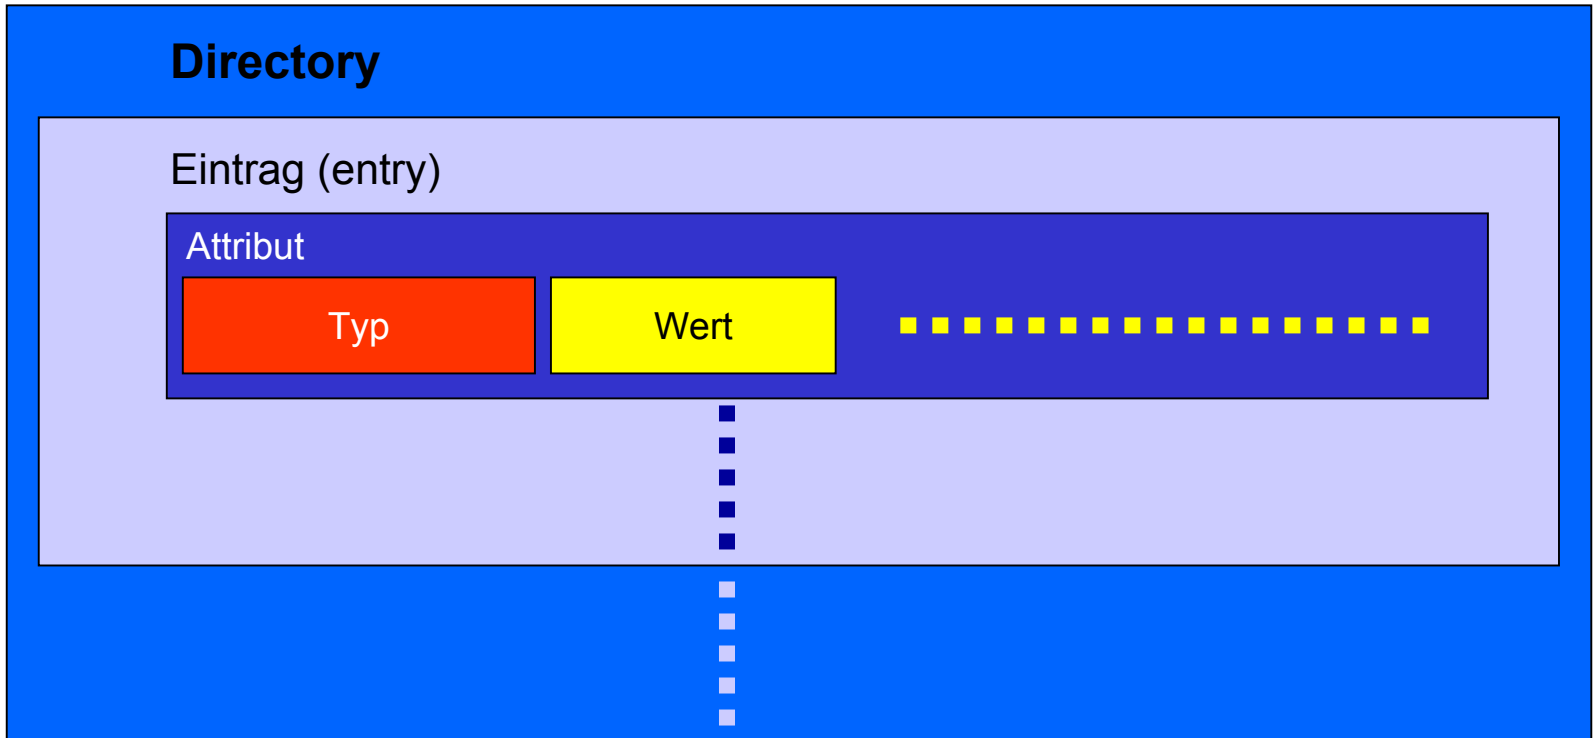 Directory
Eintrag (entry)
Attribut
Typ
Wert